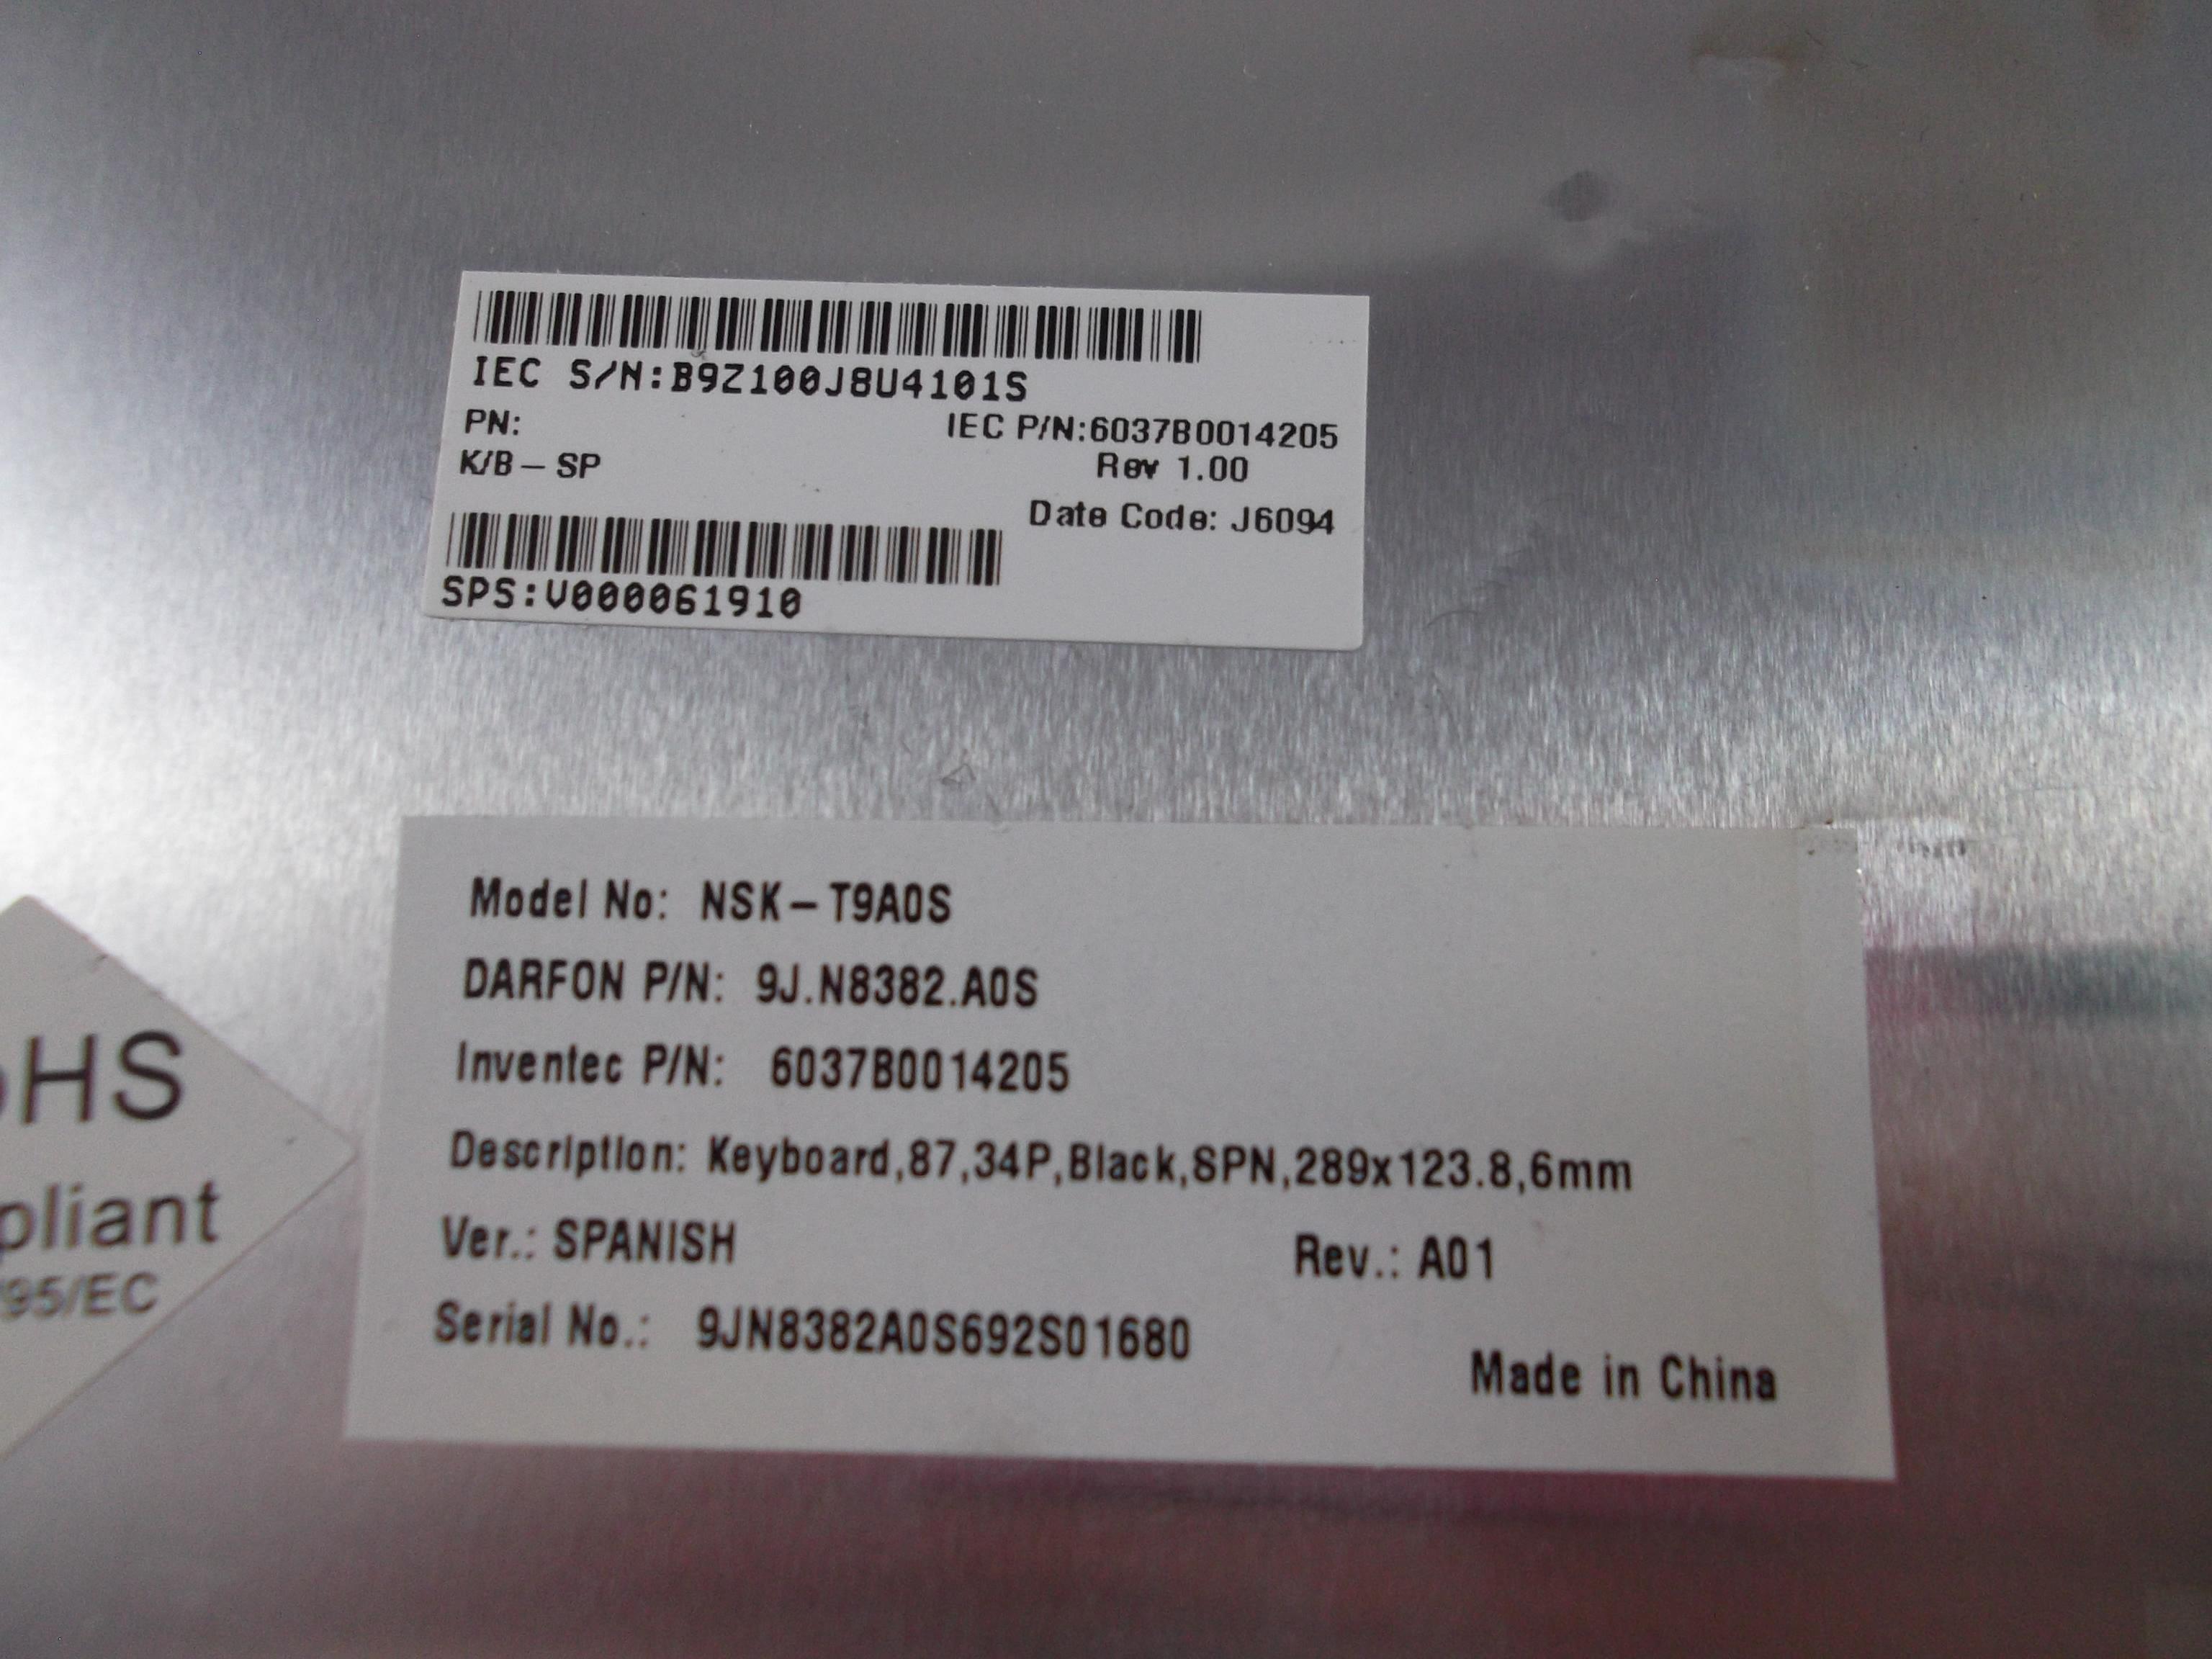 IEC S/N:B9Z100J8U4101S
PN:
IEC P/N:6037B0014205
K/B – SP
Rev 1.00
Date Code: J6094
SPS:V000061910
Model No: NSK–T9A0S
DARFON P/N: 9J.N8382.A0S
Inventec P/N: 6037B0014205
Description: Keyboard,87,34P,Black,SPN,289x123.8,6mm
Ver.: SPANISH
Rev.: A01
Serial No.: 9JN8382A0S692S01680
Made in China
oHS
pliant
95/EC